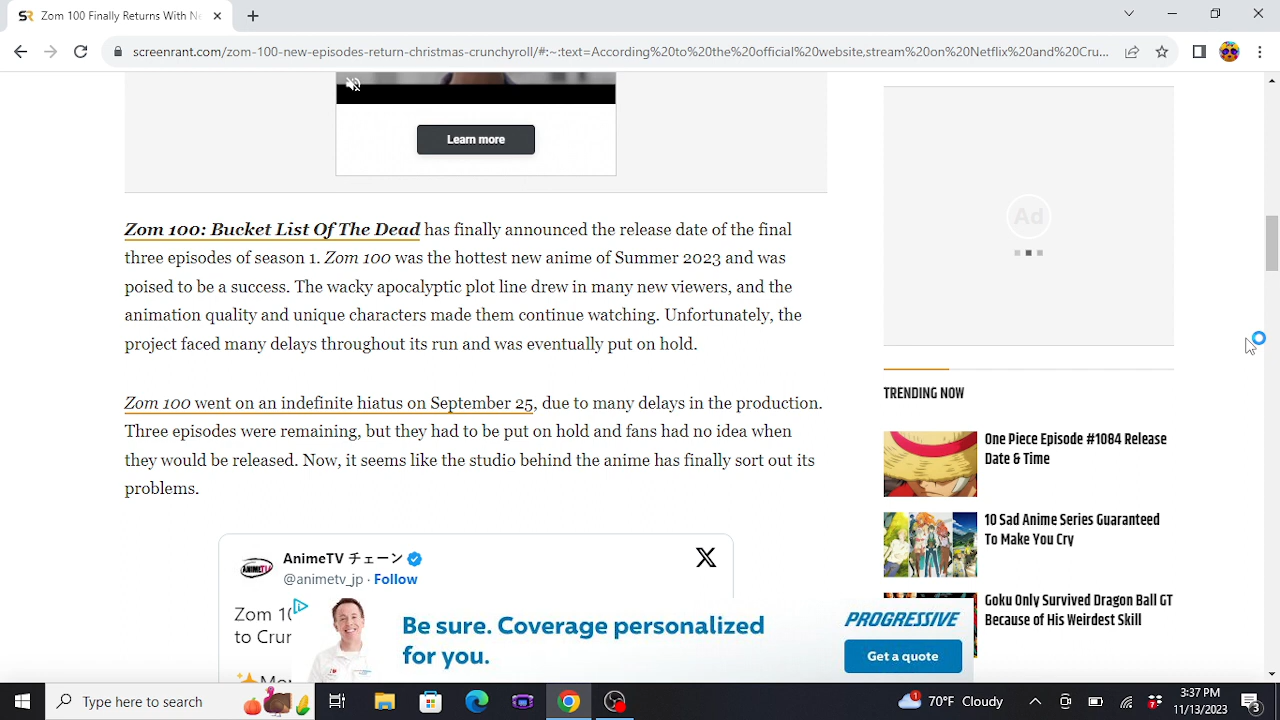 Zom 100 Finally Returns With Ne
screenrant.com/zom-100-new-episodes-return-christmas-crunchyroll/#:~:text=According%20to%20the%20official%20website,stream%20on%20Netflix%20and%20Cru...
Learn more
Ad
Zom 100: Bucket List Of The Dead has finally announced the release date of the final
three episodes of season 1. Zom 100 was the hottest new anime of Summer 2023 and was
poised to be a success. The wacky apocalyptic plot line drew in many new viewers, and the
animation quality and unique characters made them continue watching. Unfortunately, the
project faced many delays throughout its run and was eventually put on hold.
Zom 100 went on an indefinite hiatus on September 25, due to many delays in the production.
Three episodes were remaining, but they had to be put on hold and fans had no idea when
they would be released. Now, it seems like the studio behind the anime has finally sort out its
problems.
TRENDING NOW
One Piece Episode #1084 Release
Date & Time
10 Sad Anime Series Guaranteed
To Make You Cry
Goku Only Survived Dragon Ball GT
Because of His Weirdest Skill
ANIMETV
AnimeTV チェーン
@animetv_jp · Follow
X
Zom 10
to Crun
Be sure. Coverage personalized
for you.
PROGRESSIVE
Get a quote
Type here to search
1
70°F Cloudy
7
3:37 PM
11/13/2023
3